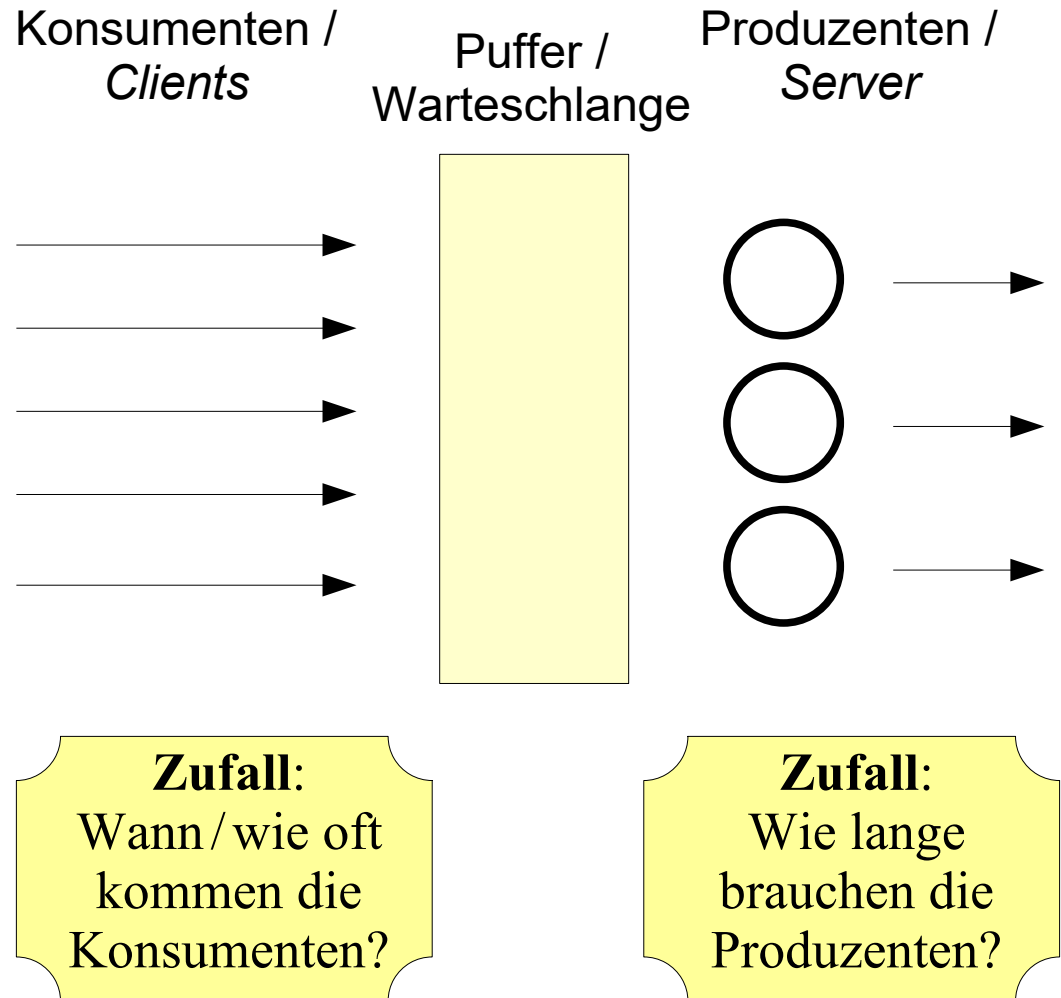 Konsumenten /
Clients
Puffer /
Warteschlange
Produzenten /
Server
Zufall:
Wann / wie oft
kommen die
Konsumenten?
Zufall:
Wie lange
brauchen die
Produzenten?